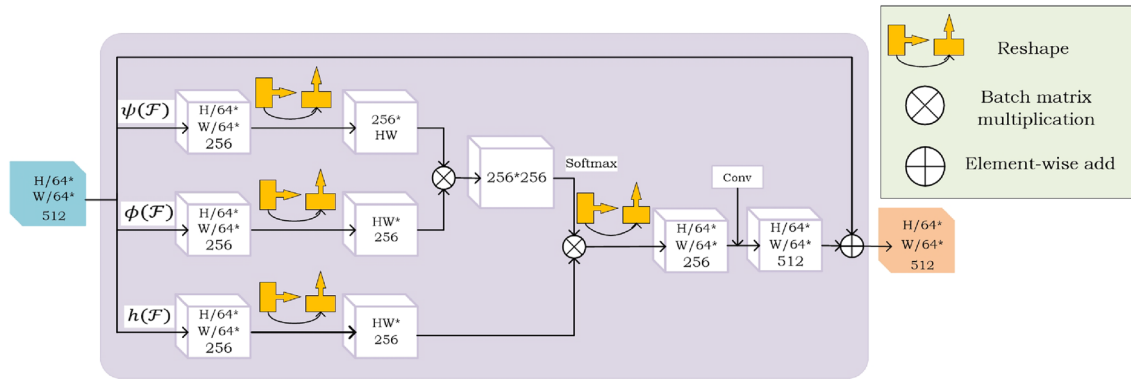 H/64*
W/64*
512
ψ(ℱ)
H/64*
W/64*
256
256*
HW
ϕ(ℱ)
H/64*
W/64*
256
HW*
256
h(ℱ)
H/64*
W/64*
256
HW*
256
256*256
Softmax
H/64*
W/64*
256
Conv
H/64*
W/64*
512
H/64*
W/64*
512
Reshape
Batch matrix
multiplication
Element-wise add